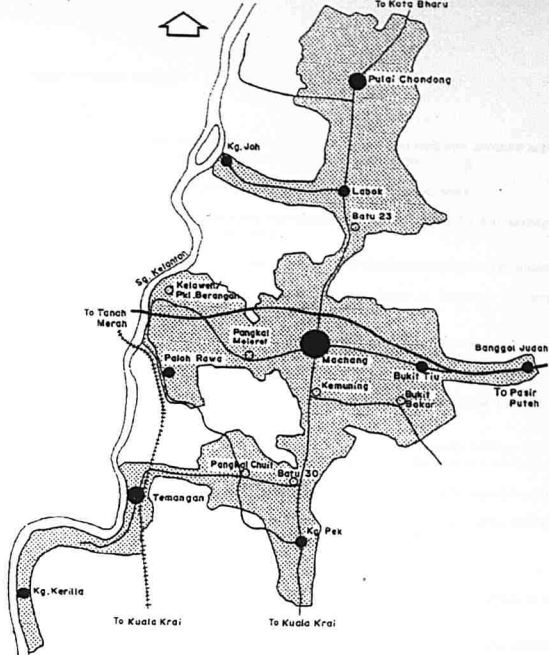 To Kota Bharu
Pulai Chondong
Kg. Joh
Labok
Batu 23
Sg. Kelantan
Kelaweh/
Pkl. Berangan
To Tanah
Merah
Pangkal
Meleret
Machang
Banggol Judah
Paloh Rawa
Bukit Tiu
Kemuning
Bukit
Bakar
To Pasir
Puteh
Pangkal Chuit
Batu 30
Temangan
Kg. Pek
Kg. Kerilla
To Kuala Krai
To Kuala Krai